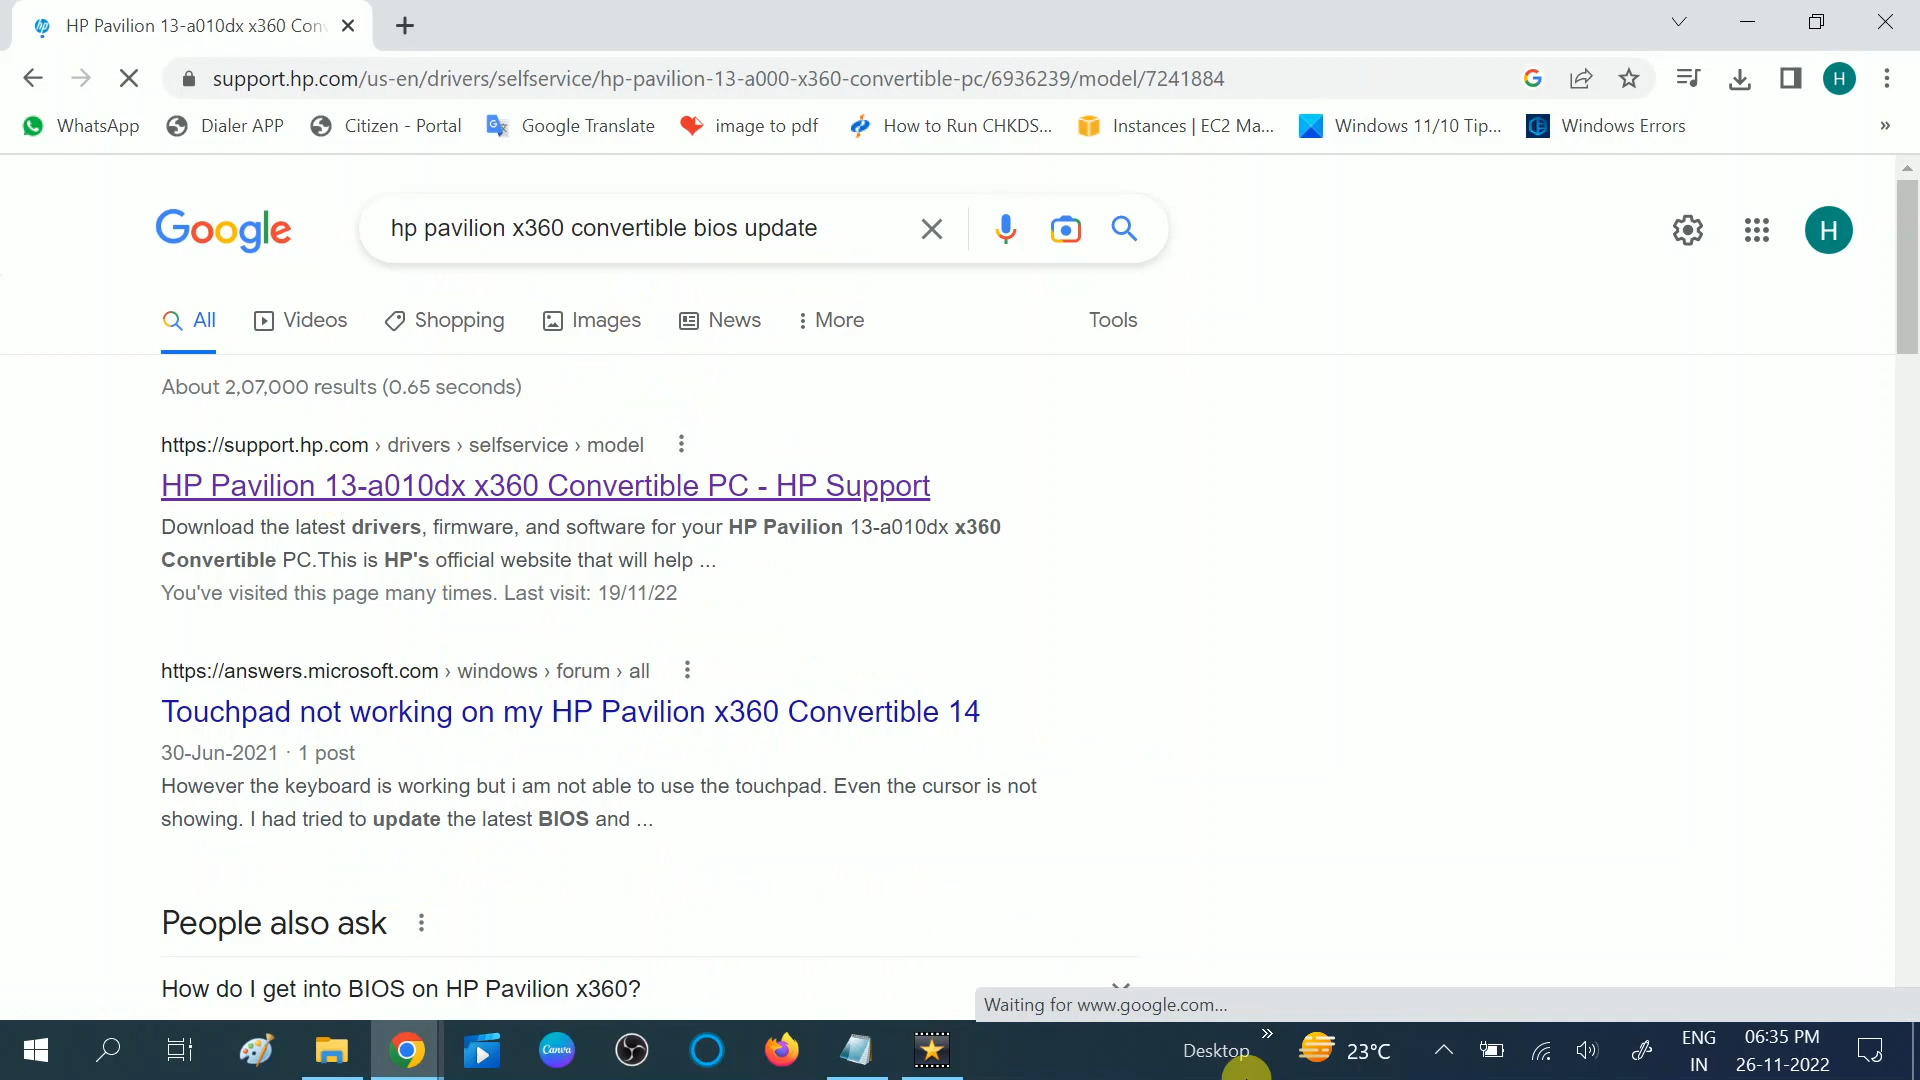 HP Pavilion 13-a010dx x360 Con
support.hp.com/us-en/drivers/selfservice/hp-pavilion-13-a000-x360-convertible-pc/6936239/model/7241884
H
WhatsApp Dialer APP Citizen - Portal Google Translate image to pdf How to Run CHKDS... Instances | EC2 Ma... Windows 11/10 Tip... Windows Errors »
Google hp pavilion x360 convertible bios update H
All Videos Shopping Images News More Tools
About 2,07,000 results (0.65 seconds)
https://support.hp.com › drivers › selfservice › model
HP Pavilion 13-a010dx x360 Convertible PC - HP Support
Download the latest drivers, firmware, and software for your HP Pavilion 13-a010dx x360
Convertible PC.This is HP's official website that will help ...
You've visited this page many times. Last visit: 19/11/22
https://answers.microsoft.com › windows › forum › all
Touchpad not working on my HP Pavilion x360 Convertible 14
30-Jun-2021 · 1 post
However the keyboard is working but i am not able to use the touchpad. Even the cursor is not
showing. I had tried to update the latest BIOS and ...
People also ask
How do I get into BIOS on HP Pavilion x360?
Waiting for www.google.com...
Canva
Desktop » 23°C
ENG 06:35 PM
IN 26-11-2022